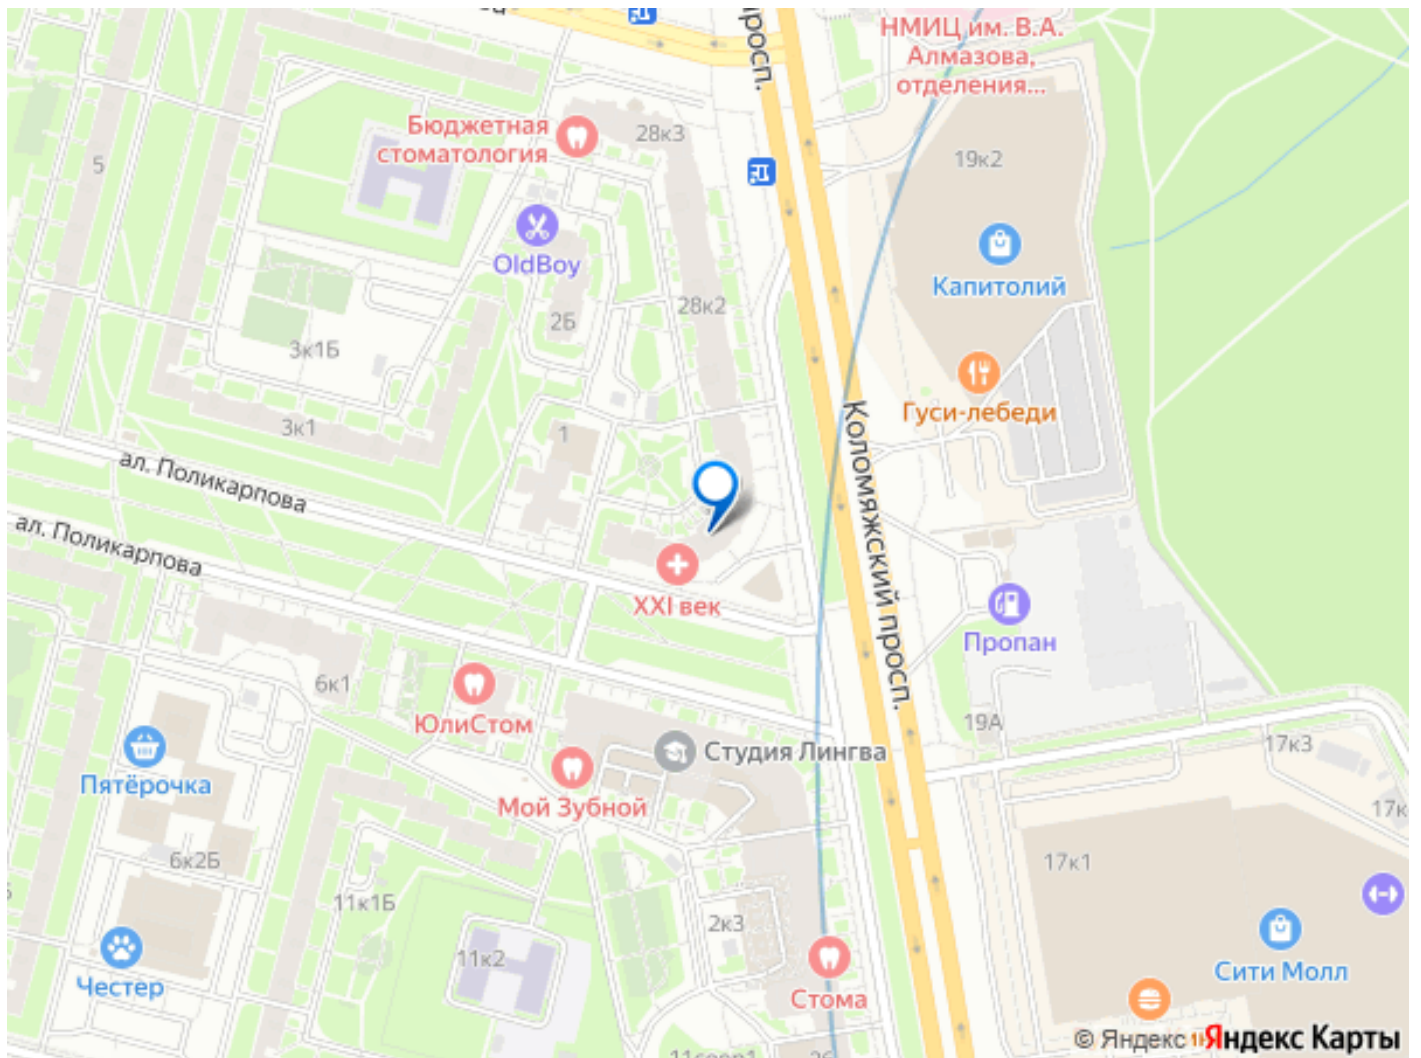 просп.
НМИЦ им. В.А.
Алмазова,
отделения...
Бюджетная
стоматология
28к3
19к2
5
OldBoy
Капитолий
28к2
2Б
3к1Б
Гуси-лебеди
3к1
1
ал. Поликарпова
Коломяжский просп.
ал. Поликарпова
XXI век
Пропан
6к1
ЮлиСтом
19А
17к3
Студия Лингва
Пятёрочка
Мой Зубной
17к
6к2Б
17к1
11к1Б
2к3
11к2
Сити Молл
Честер
Стома
© Яндекс
Яндекс Карты